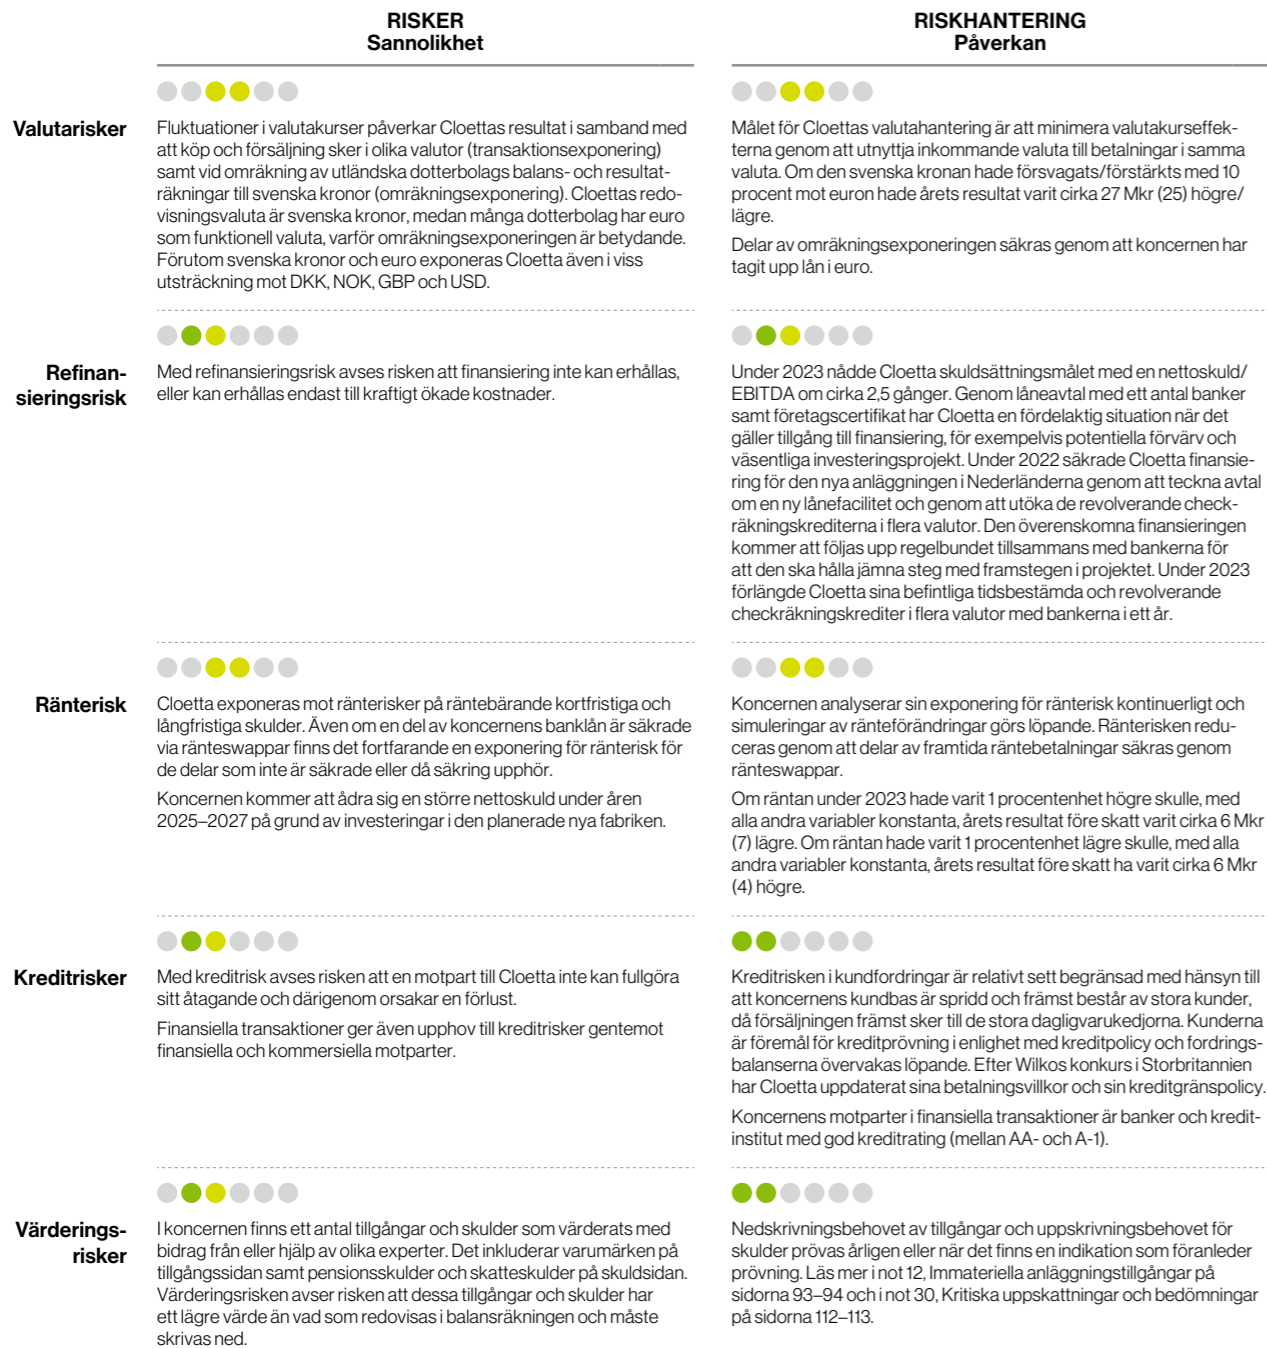 RISKER
Sannolikhet
RISKHANTERING
Påverkan
Valutarisker
Fluktuationer i valutakurser påverkar Cloettas resultat i samband med
att köp och försäljning sker i olika valutor (transaktionsexponering)
samt vid omräkning av utländska dotterbolags balans- och resultat-
räkningar till svenska kronor (omräkningsexponering). Cloettas redo-
visningsvaluta är svenska kronor, medan många dotterbolag har euro
som funktionell valuta, varför omräkningsexponeringen är betydande.
Förutom svenska kronor och euro exponeras Cloetta även i viss
utsträckning mot DKK, NOK, GBP och USD.
Målet för Cloettas valutahantering är att minimera valutakurseffek-
terna genom att utnyttja inkommande valuta till betalningar i samma
valuta. Om den svenska kronan hade försvagats/förstärkts med 10
procent mot euron hade årets resultat varit cirka 27 Mkr (25) högre/
lägre.
Delar av omräkningsexponeringen säkras genom att koncernen har
tagit upp lån i euro.
Refinan-
sieringsrisk
Med refinansieringsrisk avses risken att finansiering inte kan erhållas,
eller kan erhållas endast till kraftigt ökade kostnader.
Under 2023 nådde Cloetta skuldsättningsmålet med en nettoskuld/
EBITDA om cirka 2,5 gånger. Genom låneavtal med ett antal banker
samt företagscertifikat har Cloetta en fördelaktig situation när det
gäller tillgång till finansiering, för exempelvis potentiella förvärv och
väsentliga investeringsprojekt. Under 2022 säkrade Cloetta finansie-
ring för den nya anläggningen i Nederländerna genom att teckna avtal
om en ny lånefacilitet och genom att utöka de revolverande check-
räkningskrediterna i flera valutor. Den överenskomna finansieringen
kommer att följas upp regelbundet tillsammans med bankerna för
att den ska hålla jämna steg med framstegen i projektet. Under 2023
förlängde Cloetta sina befintliga tidsbestämda och revolverande
checkräkningskrediter i flera valutor med bankerna i ett år.
Ränterisk
Cloetta exponeras mot ränterisker på räntebärande kortfristiga och
långfristiga skulder. Även om en del av koncernens banklån är säkrade
via ränteswappar finns det fortfarande en exponering för ränterisk för
de delar som inte är säkrade eller då säkring upphör.
Koncernen kommer att ådra sig en större nettoskuld under åren
2025–2027 på grund av investeringar i den planerade nya fabriken.
Koncernen analyserar sin exponering för ränterisk kontinuerligt och
simuleringar av ränteförändringar görs löpande. Ränterisken redu-
ceras genom att delar av framtida räntebetalningar säkras genom
ränteswappar.
Om räntan under 2023 hade varit 1 procentenhet högre skulle, med
alla andra variabler konstanta, årets resultat före skatt varit cirka 6 Mkr
(7) lägre. Om räntan hade varit 1 procentenhet lägre skulle, med alla
andra variabler konstanta, årets resultat före skatt ha varit cirka 6 Mkr
(4) högre.
Kreditrisker
Med kreditrisk avses risken att en motpart till Cloetta inte kan fullgöra
sitt åtagande och därigenom orsakar en förlust.
Finansiella transaktioner ger även upphov till kreditrisker gentemot
finansiella och kommersiella motparter.
Kreditrisken i kundfordringar är relativt sett begränsad med hänsyn till
att koncernens kundbas är spridd och främst består av stora kunder,
då försäljningen främst sker till de stora dagligvarukedjorna. Kunderna
är föremål för kreditprövning i enlighet med kreditpolicy och fordrings-
balanserna övervakas löpande. Efter Wilkos konkurs i Storbritannien
har Cloetta uppdaterat sina betalningsvillkor och sin kreditgränspolicy.
Koncernens motparter i finansiella transaktioner är banker och kredit-
institut med god kreditrating (mellan AA- och A-1).
Värderings-
risker
I koncernen finns ett antal tillgångar och skulder som värderats med
bidrag från eller hjälp av olika experter. Det inkluderar varumärken på
tillgångssidan samt pensionsskulder och skatteskulder på skuldsidan.
Värderingsrisken avser risken att dessa tillgångar och skulder har
ett lägre värde än vad som redovisas i balansräkningen och måste
skrivas ned.
Nedskrivningsbehovet av tillgångar och uppskrivningsbehovet för
skulder prövas årligen eller när det finns en indikation som föranleder
prövning. Läs mer i not 12, Immateriella anläggningstillgångar på
sidorna 93–94 och i not 30, Kritiska uppskattningar och bedömningar
på sidorna 112–113.